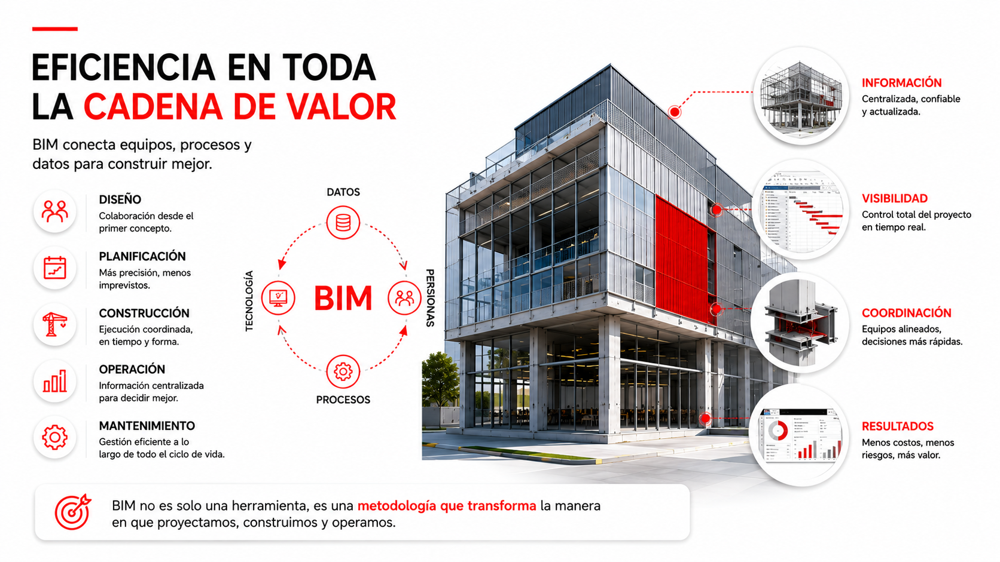 EFICIENCIA EN TODA
LA CADENA DE VALOR
BIM conecta equipos, procesos y
datos para construir mejor.
DISEÑO
Colaboración desde el
primer concepto.
PLANIFICACIÓN
Más precisión, menos
imprevistos.
CONSTRUCCIÓN
Ejecución coordinada,
en tiempo y forma.
OPERACIÓN
Información centralizada
para decidir mejor.
MANTENIMIENTO
Gestión eficiente a lo
largo de todo el ciclo de vida.
DATOS
TECNOLOGÍA
BIM
PERSIONAS
PROCESOS
INFORMACIÓN
Centralizada, confiable
y actualizada.
VISIBILIDAD
Control total del proyecto
en tiempo real.
COORDINACIÓN
Equipos alineados,
decisiones más rápidas.
RESULTADOS
Menos costos, menos
riesgos, más valor.
BIM no es solo una herramienta, es una metodología que transforma la manera
en que proyectamos, construimos y operamos.